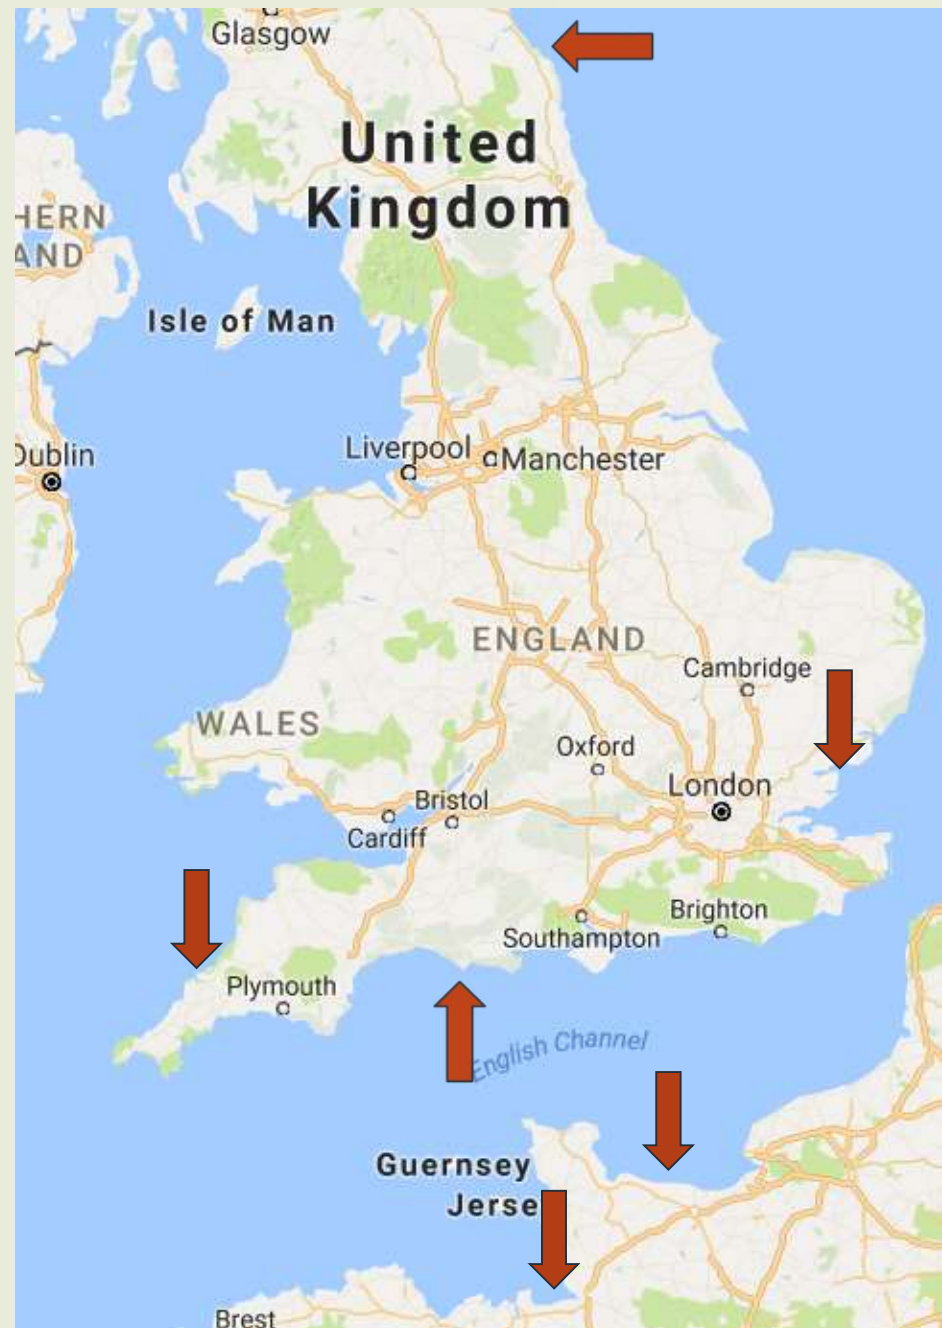 Glasgow
United
Kingdom
HERN
AND
Isle of Man
Dublin
Liverpool
Manchester
ENGLAND
Cambridge
WALES
Oxford
London
Bristol
Cardiff
Brighton
Southampton
Plymouth
English Channel
Guernsey
Jerse
Brest